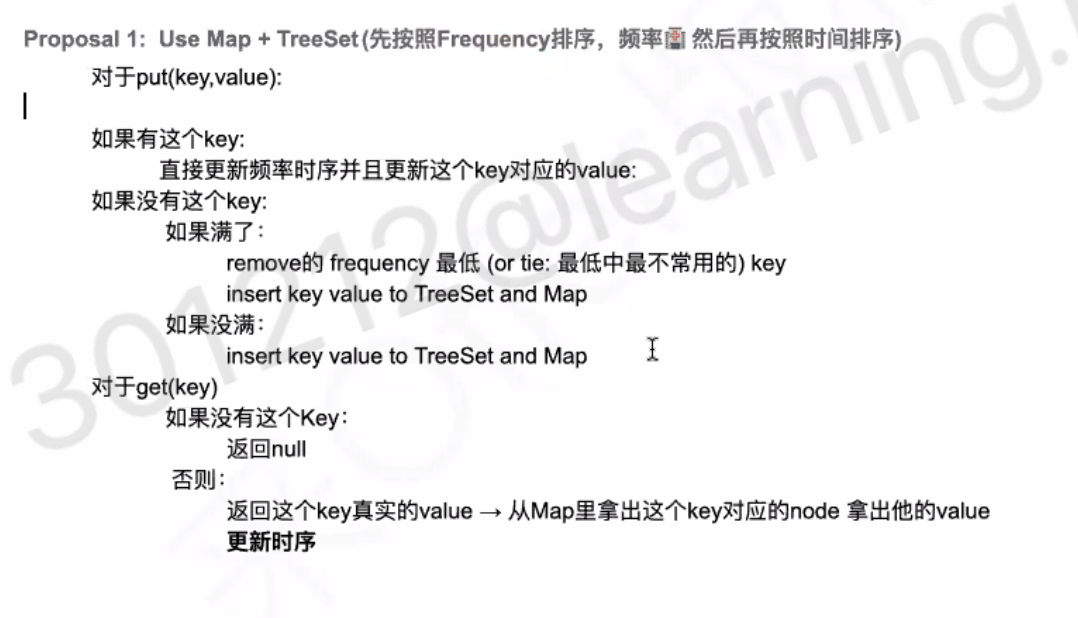 Proposal 1: Use Map + TreeSet(先按照Frequency排序，频率🏥 然后再按照时间排序)
对于put(key,value):
如果有这个key:
直接更新频率时序并且更新这个key对应的value:
如果没有这个key:
如果满了：
remove的 frequency 最低 (or tie: 最低中最不常用的) key
insert key value to TreeSet and Map
如果没满：
insert key value to TreeSet and Map
对于get(key)
如果没有这个Key：
返回null
否则：
返回这个key真实的value → 从Map里拿出这个key对应的node 拿出他的value
更新时序
301212@learning.